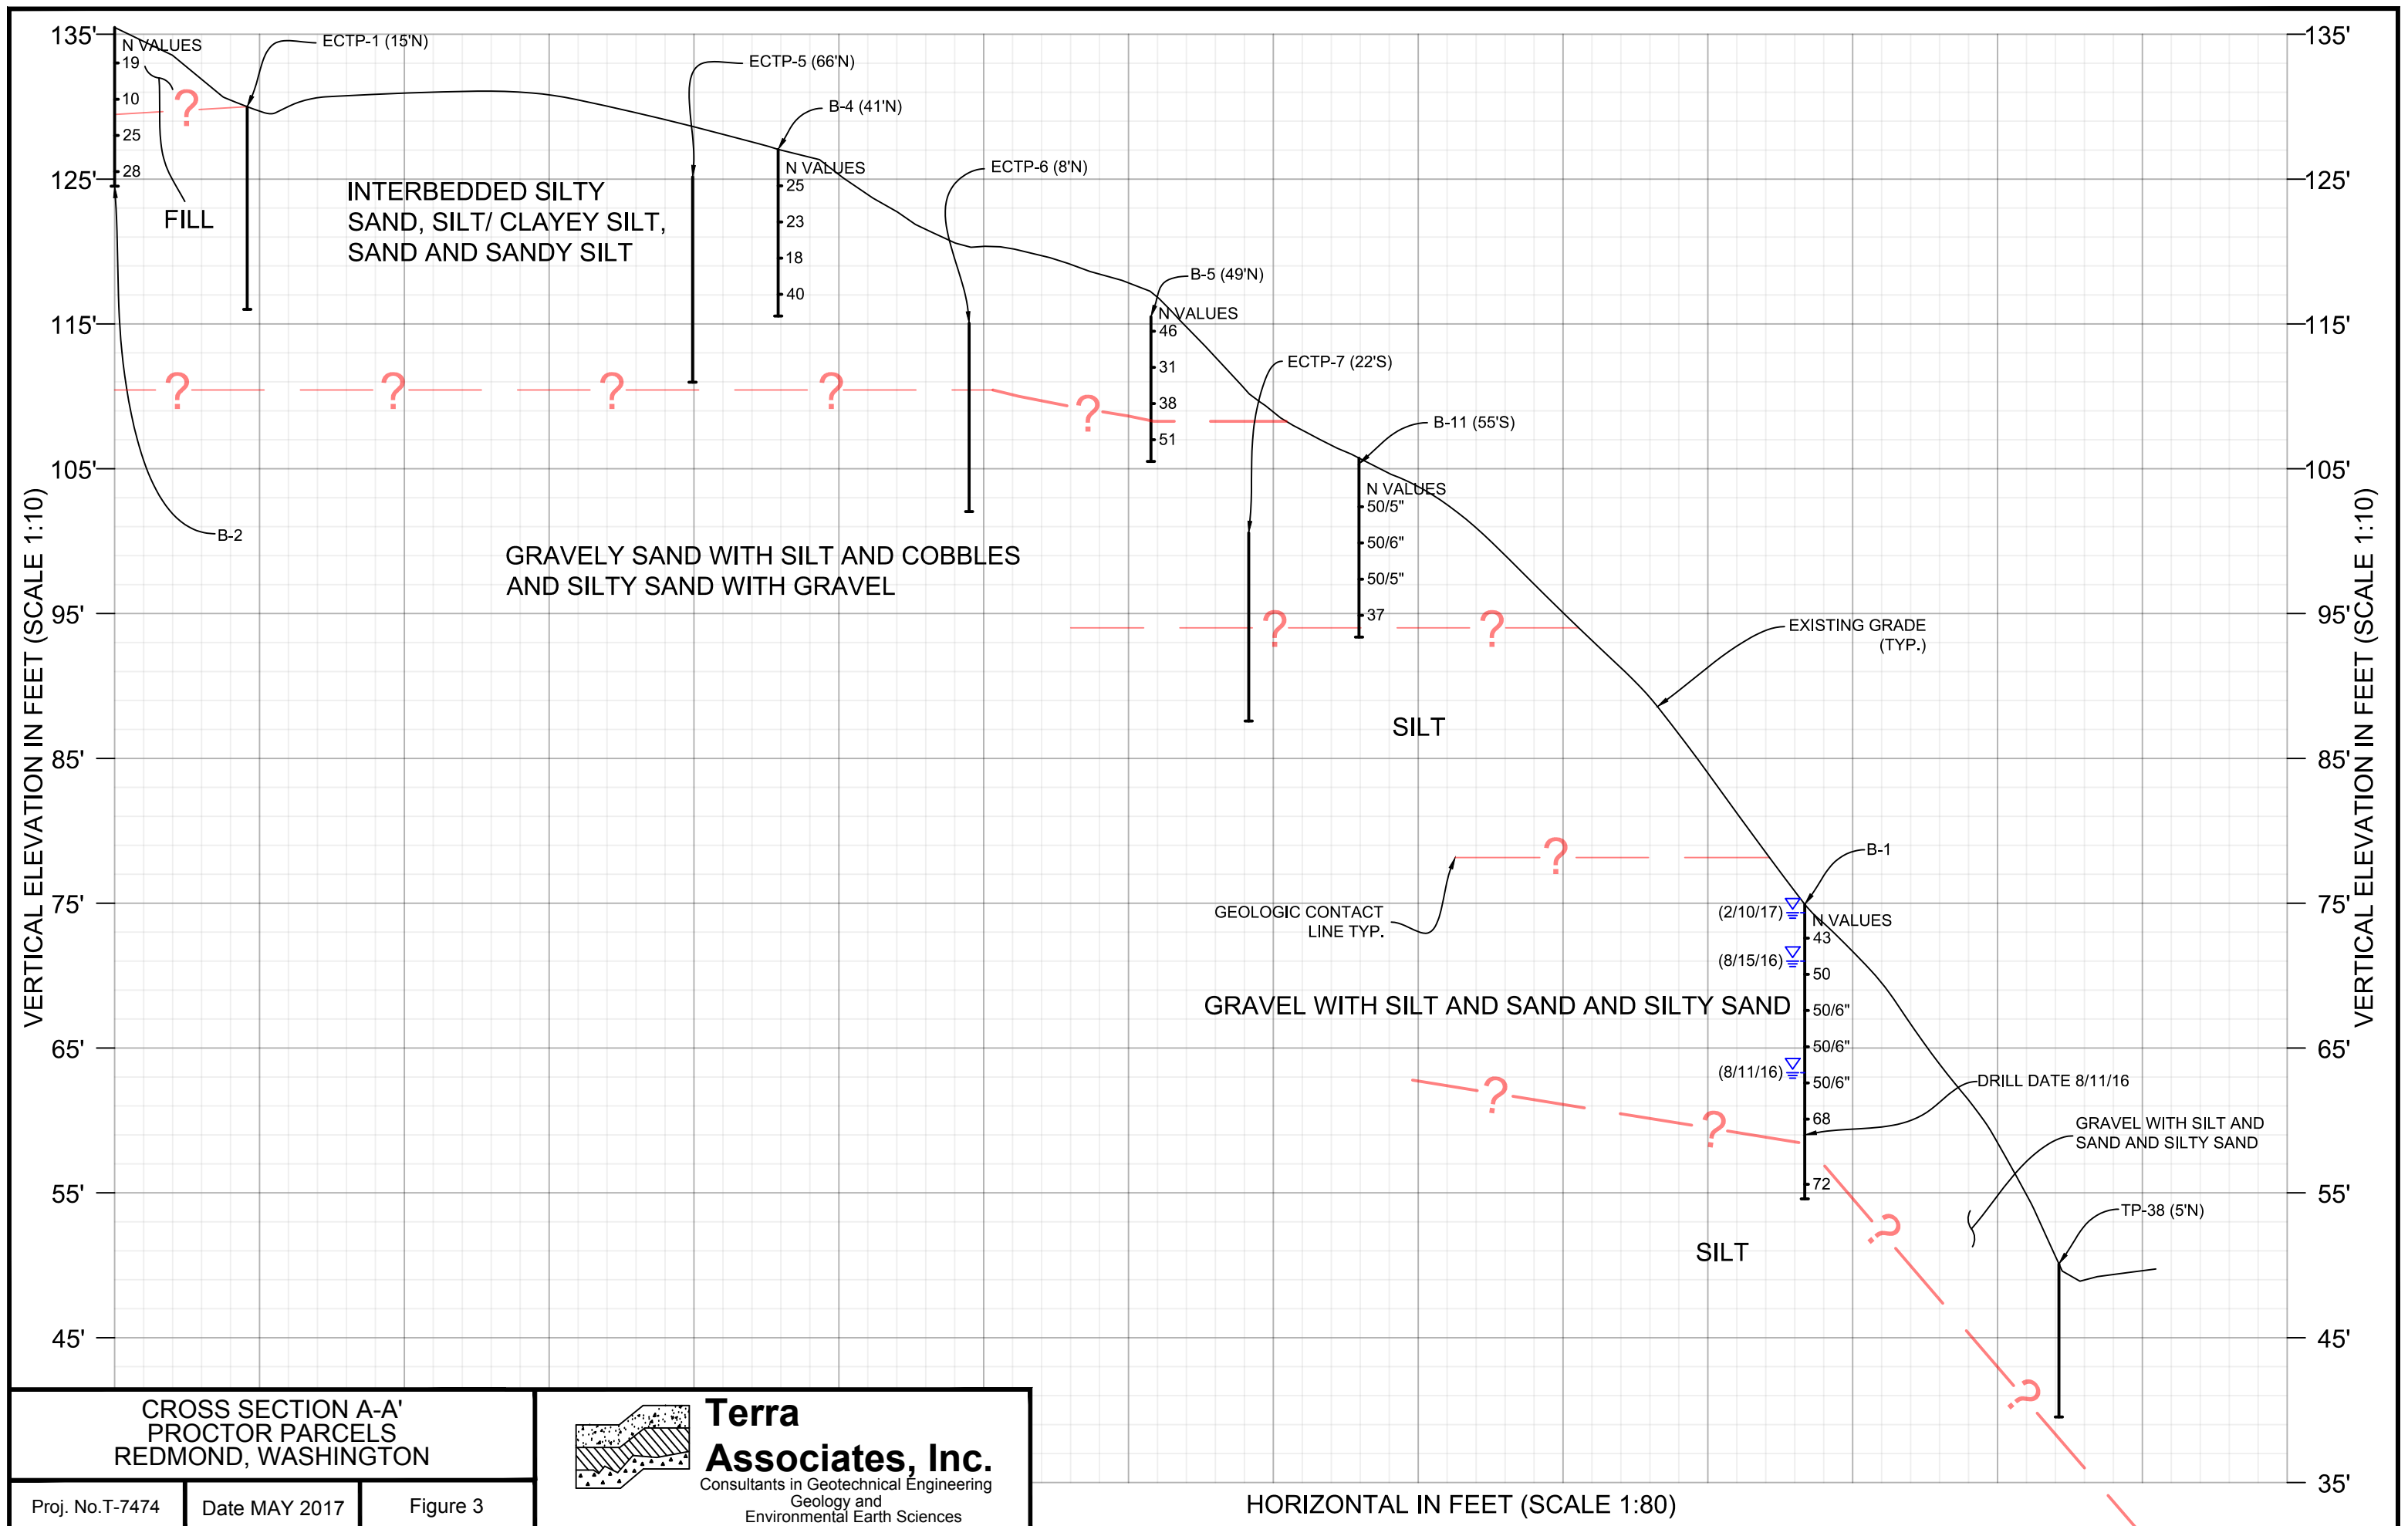 135'
N VALUES
19
10
25
28
ECTP-1 (15'N)
ECTP-5 (66'N)
B-4 (41'N)
N VALUES
25
23
18
40
ECTP-6 (8'N)
135'
125'
FILL
INTERBEDDED SILTY
SAND, SILT/ CLAYEY SILT,
SAND AND SANDY SILT
125'
?
B-5 (49'N)
N VALUES
46
31
38
51
115'
115'
ECTP-7 (22'S)
?
?
?
?
?
B-11 (55'S)
N VALUES
50/5"
50/6"
50/5"
37
105'
105'
B-2
GRAVELY SAND WITH SILT AND COBBLES
AND SILTY SAND WITH GRAVEL
95'
95'
?
?
EXISTING GRADE
(TYP.)
VERTICAL ELEVATION IN FEET (SCALE 1:10)
VERTICAL ELEVATION IN FEET (SCALE 1:10)
SILT
85'
85'
?
B-1
75'
75'
GEOLOGIC CONTACT
LINE TYP.
(2/10/17)
(8/15/16)
(8/11/16)
N VALUES
43
50
50/6"
50/6"
50/6"
68
72
GRAVEL WITH SILT AND SAND AND SILTY SAND
65'
65'
?
?
DRILL DATE 8/11/16
GRAVEL WITH SILT AND
SAND AND SILTY SAND
55'
55'
TP-38 (5'N)
?
SILT
45'
45'
?
35'
CROSS SECTION A-A'
PROCTOR PARCELS
REDMOND, WASHINGTON
Proj. No.T-7474
Date MAY 2017
Figure 3
Terra
Associates, Inc.
Consultants in Geotechnical Engineering
Geology and
Environmental Earth Sciences
HORIZONTAL IN FEET (SCALE 1:80)